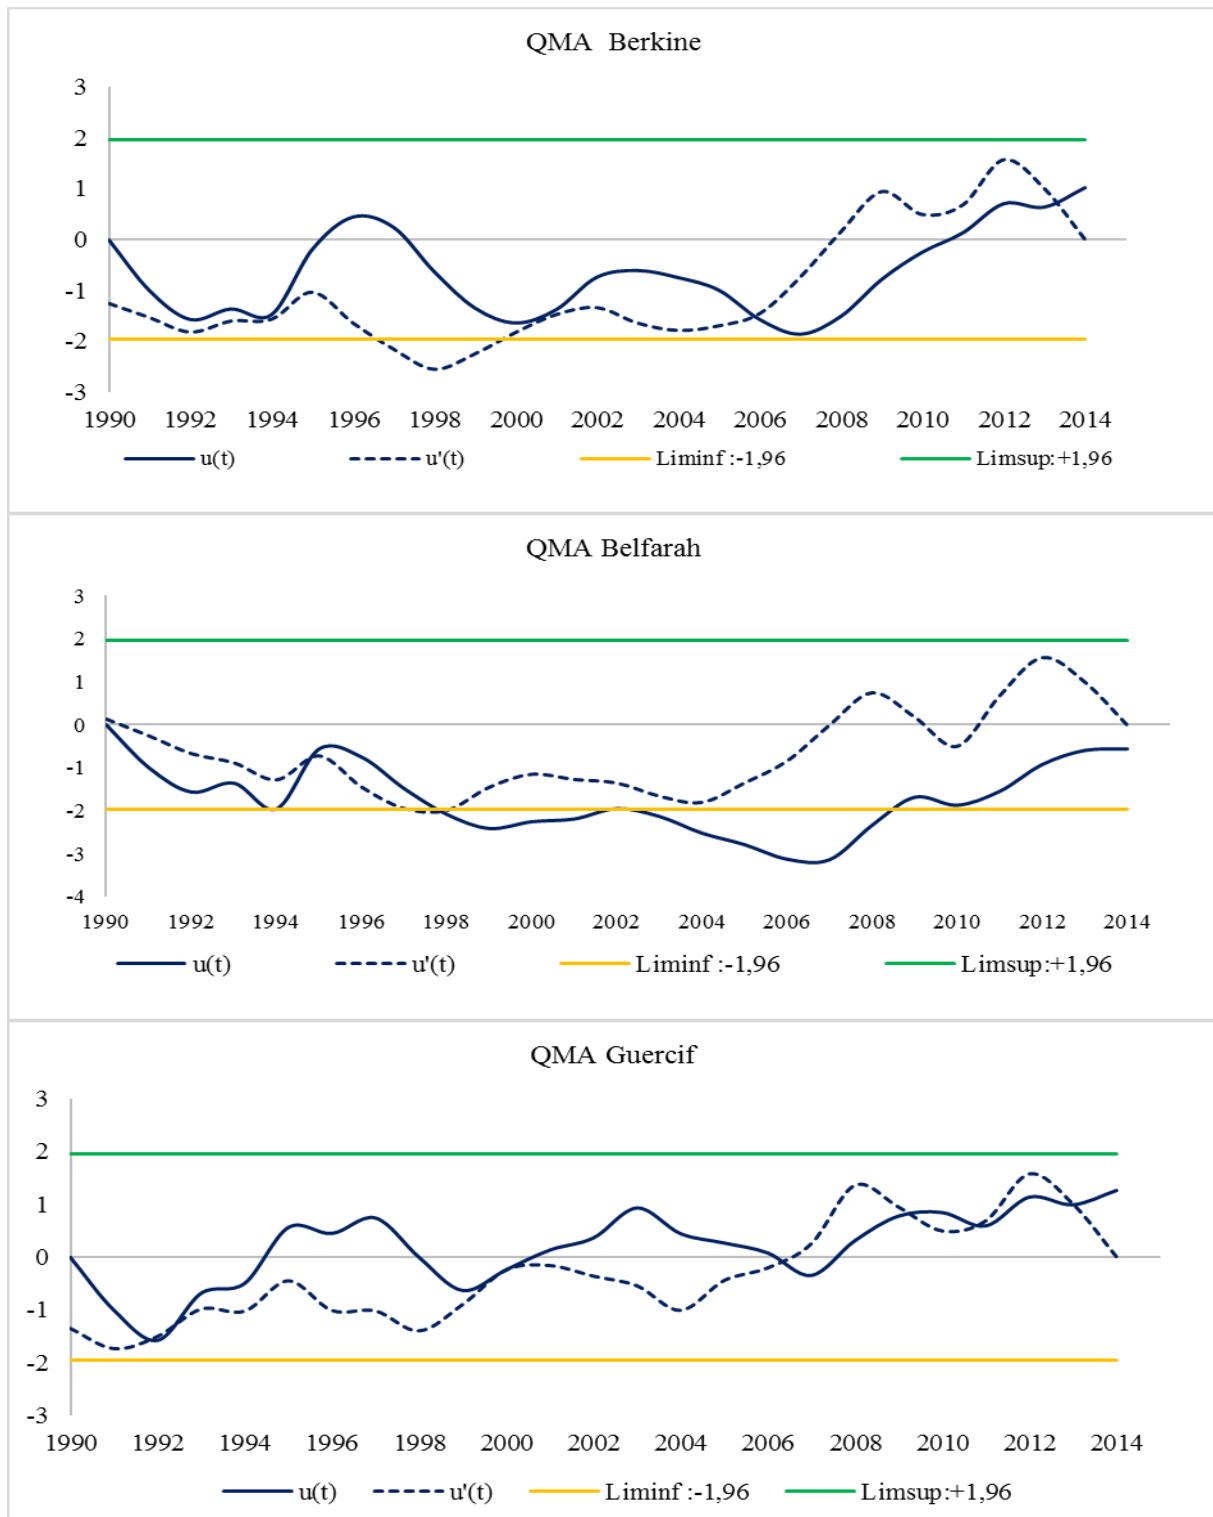 QMA Berkine
3
2
1
0
-1
-2
-3
1990 1992 1994 1996 1998 2000 2002 2004 2006 2008 2010 2012 2014
u(t) u'(t) Liminf :-1,96 Limsup:+1,96
QMA Belfarah
3
2
1
0
-1
-2
-3
-4
1990 1992 1994 1996 1998 2000 2002 2004 2006 2008 2010 2012 2014
u(t) u'(t) Liminf :-1,96 Limsup:+1,96
QMA Guercif
3
2
1
0
-1
-2
-3
1990 1992 1994 1996 1998 2000 2002 2004 2006 2008 2010 2012 2014
u(t) u'(t) Liminf :-1,96 Limsup:+1,96